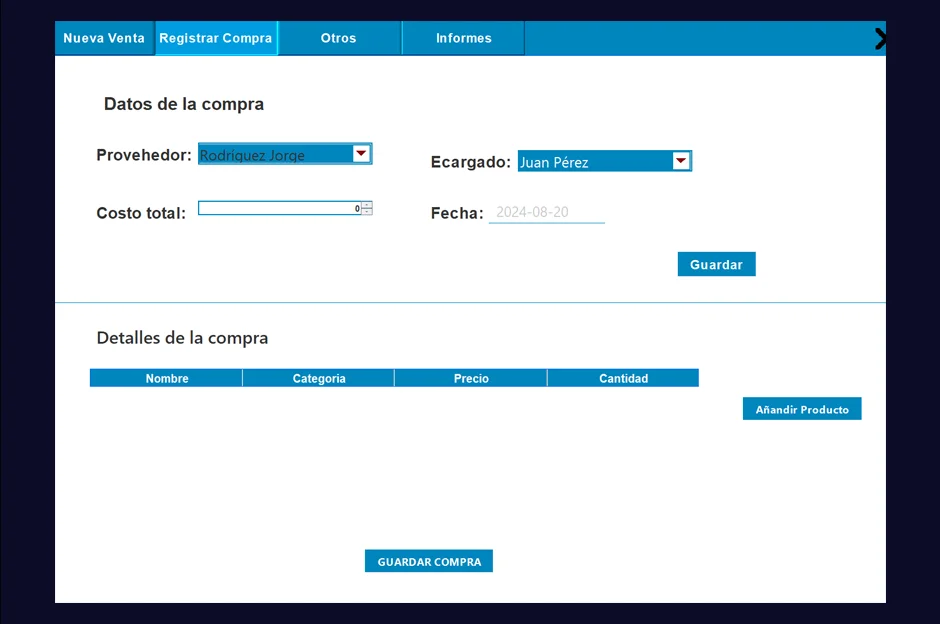 Nueva Venta Registrar Compra Otros Informes X
Datos de la compra
Provehedor: Rodriguez Jorge Ecargado: Juan Pérez
Costo total: 0 Fecha: 2024-08-20
Guardar
Detalles de la compra
Nombre Categoria Precio Cantidad
Añandir Producto
GUARDAR COMPRA